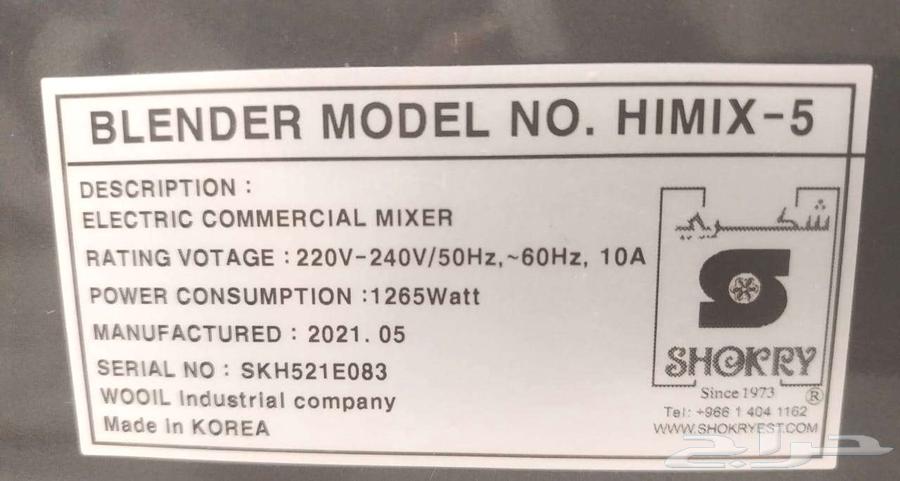 BLENDER MODEL NO. HIMIX-5
DESCRIPTION :
ELECTRIC COMMERCIAL MIXER
RATING VOTAGE : 220V-240V/50Hz,~60Hz, 10A
POWER CONSUMPTION :1265Watt
MANUFACTURED : 2021.05
SERIAL NO : SKH521E083
WOOIL Industrial company
Made in KOREA
شكري
SHOKRY
Since 1973 ®
Tel: +966 1 404 1162
WWW.SHOKRYEST.COM
حراج